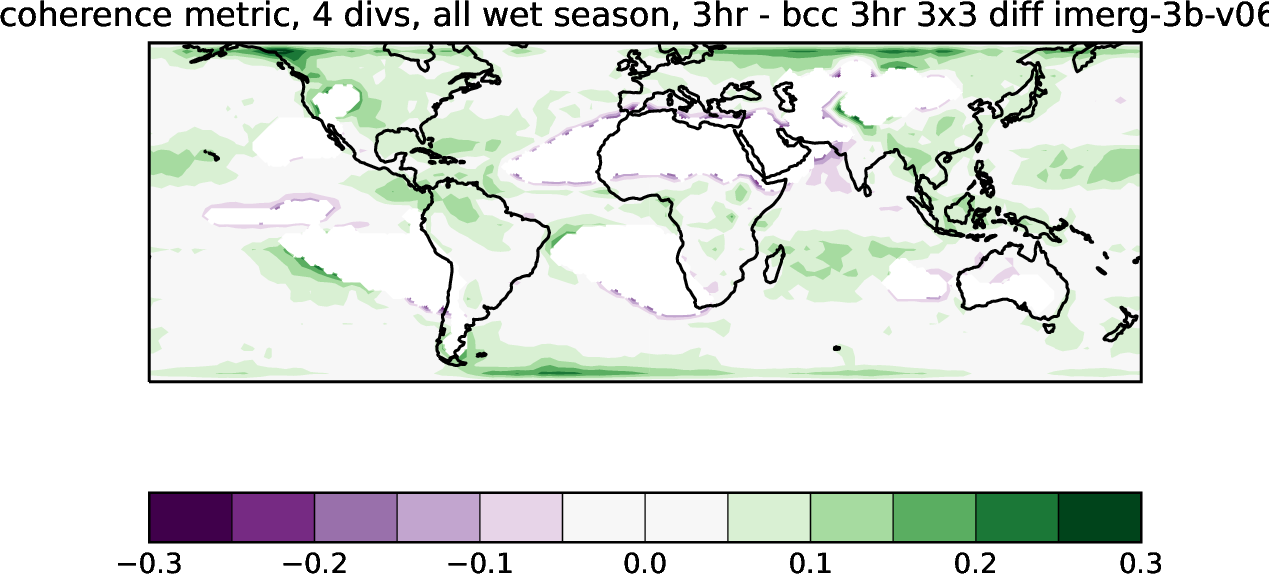 coherence metric, 4 divs, all wet season, 3hr - bcc 3hr 3x3 diff imerg-3b-v06
−0.3 −0.2 −0.1 0.0 0.1 0.2 0.3